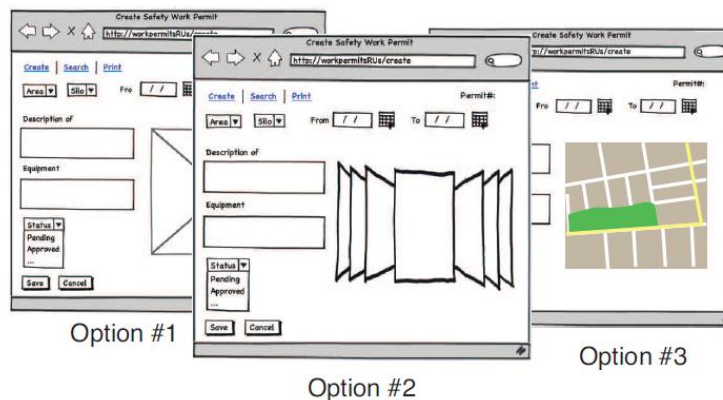 Create Safety Work Permit
http://workpermitsRUs/create
Create | Search | Print
Area Silo Fro / /
Description of
Equipment
Status
Pending
Approved
...
Save Cancel
Option #1
Create Safety Work Permit
http://workpermitsRUs/create
Create | Search | Print Permit#:
Area Silo From / / To / /
Description of
Equipment
Status
Pending
Approved
...
Save Cancel
Option #2
Create Safety Work Permit
://workpermitsRUs/create
nt Permit#:
Fro / / To / /
Option #3